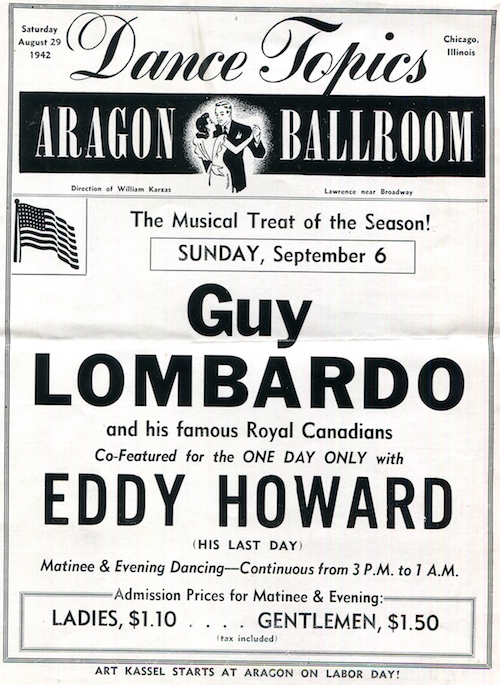 Saturday
August 29
1942
Dance Topics
Chicago,
Illinois
ARAGON BALLROOM
Direction of William Karzas
Lawrence near Broadway
The Musical Treat of the Season!
SUNDAY, September 6
Guy
LOMBARDO
and his famous Royal Canadians
Co-Featured for the ONE DAY ONLY with
EDDY HOWARD
(HIS LAST DAY)
Matinee & Evening Dancing—Continuous from 3 P.M. to 1 A.M.
Admission Prices for Matinee & Evening:
LADIES, $1.10 . . . . GENTLEMEN, $1.50
(tax included)
ART KASSEL STARTS AT ARAGON ON LABOR DAY!